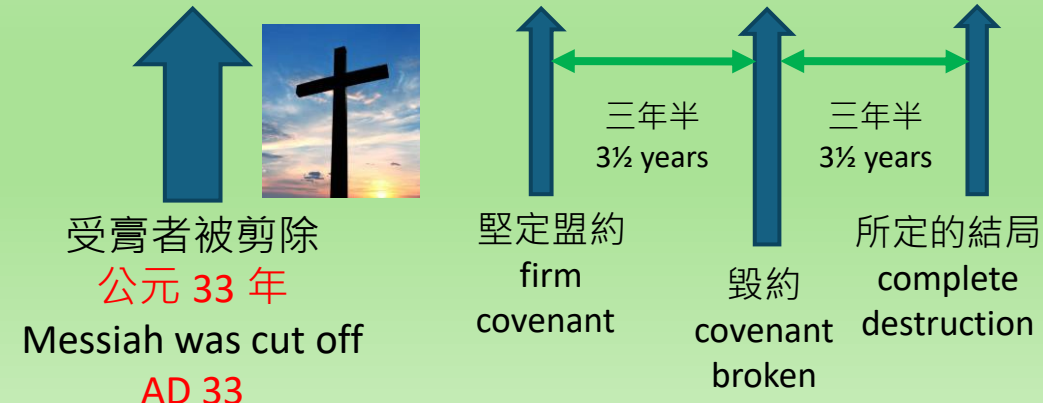 受膏者被剪除
公元 33 年
Messiah was cut off
AD 33
堅定盟約
firm
covenant
三年半
3½ years
毀約
covenant
broken
三年半
3½ years
所定的結局
complete
destruction